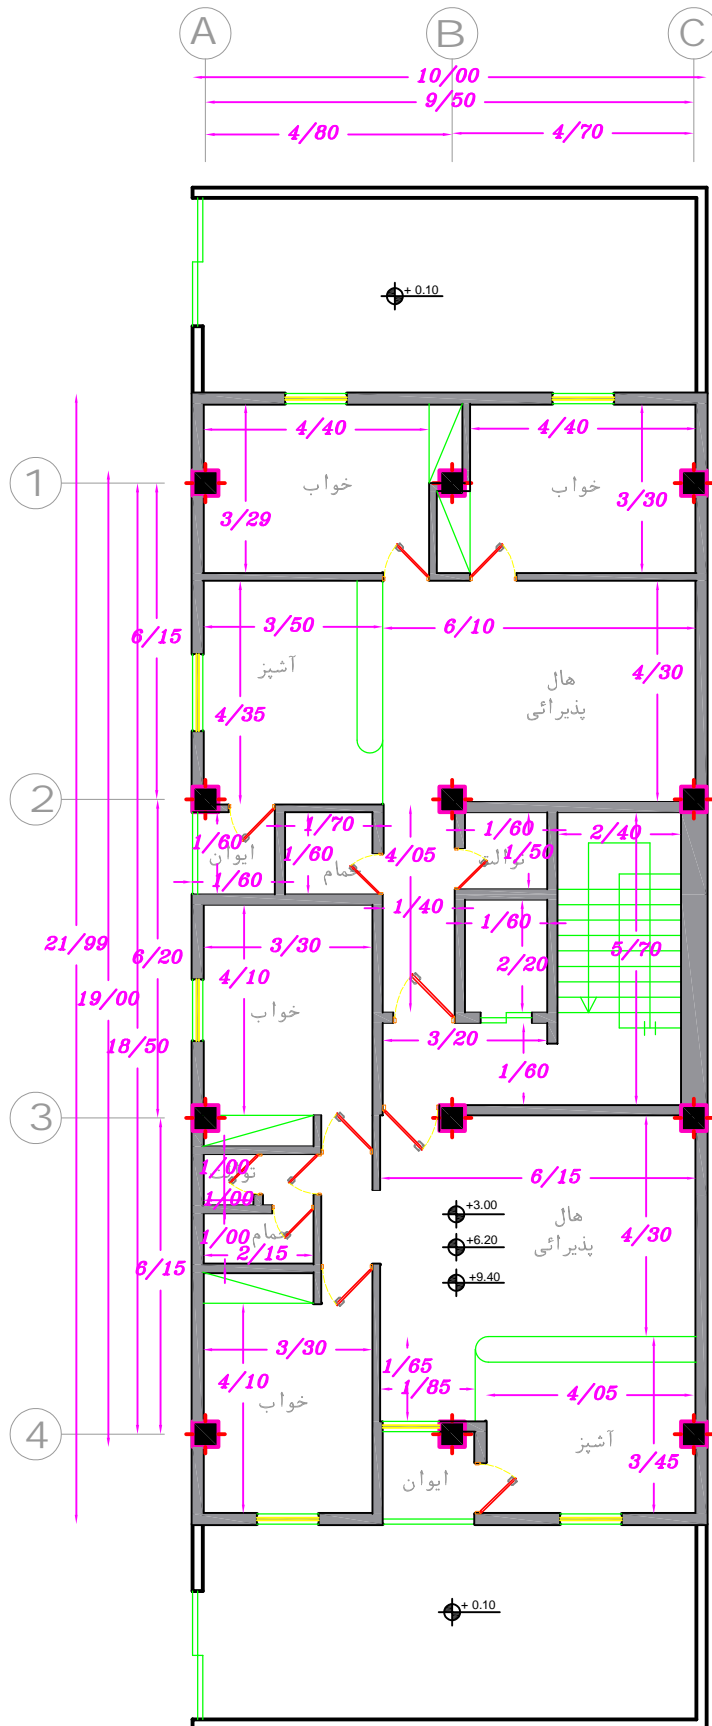 A B C
10/00
9/50
4/80 4/70
+ 0.10
4/40 4/40
خواب خواب
1
3/29 3/30
6/15
3/50 6/10
آشپز
هال
پذیرائی
4/30
4/35
2
1/60 1/70 1/60 2/40
ایوان 1/60 حمام 4/05 توالت 1/50
1/60
1/40 1/60
21/99 6/20 3/30 5/70
4/10 2/20
19/00
خواب
18/50 3/20
1/60
3
1/00 توالت 6/15
1/00
+3.00
هال
پذیرائی
1/00 حمام 4/30
2/15 +6.20
6/15 +9.40
3/30 1/65
4/10 1/85 4/05
خواب
4
آشپز
3/45
ایوان
+ 0.10